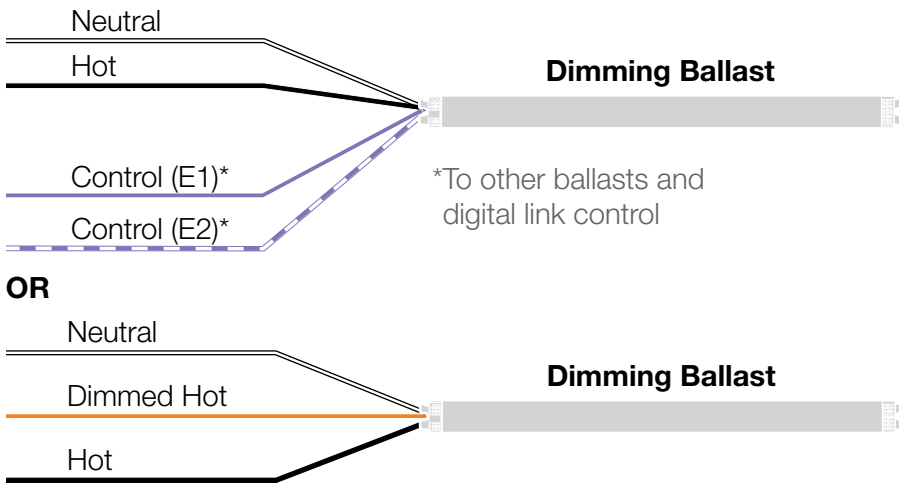 Neutral
Hot
Dimming Ballast
Control (E1)*
*To other ballasts and
digital link control
Control (E2)*
OR
Neutral
Dimming Ballast
Dimmed Hot
Hot